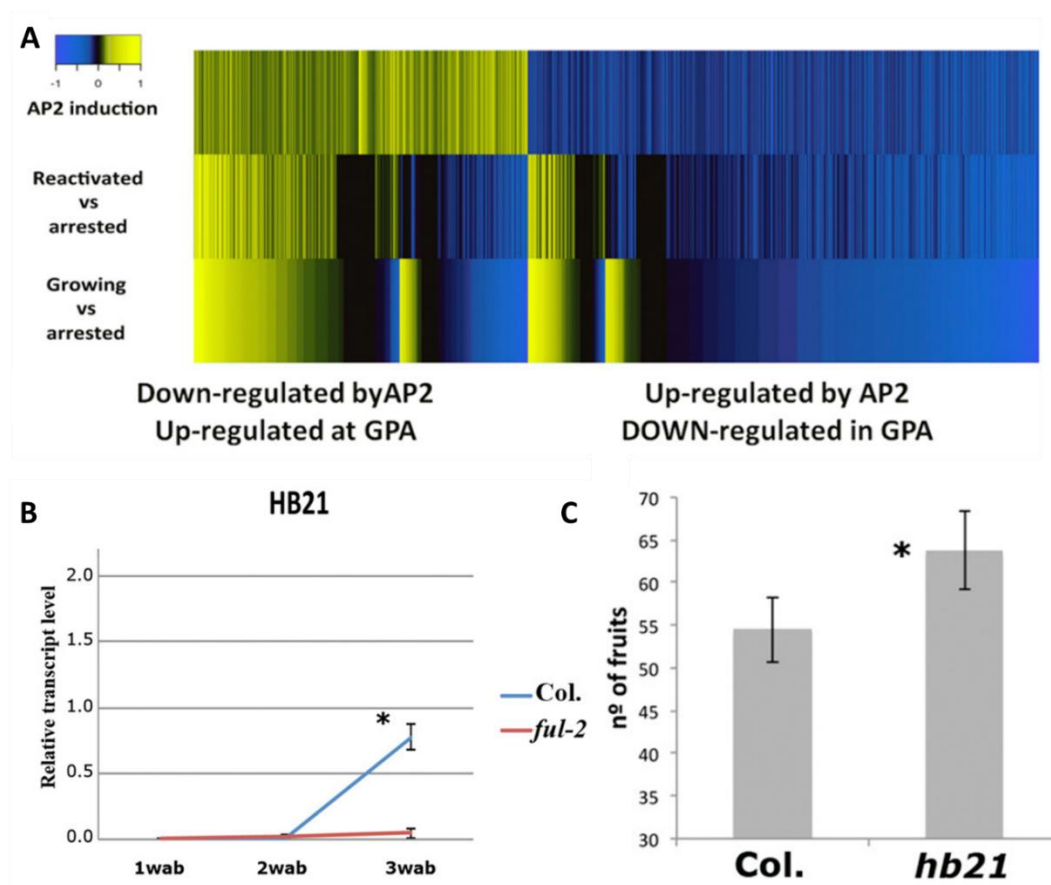 A
-1 0 1
AP2 induction
Reactivated
vs
arrested
Growing
vs
arrested
Down-regulated byAP2
Up-regulated at GPA
Up-regulated by AP2
DOWN-regulated in GPA
B
HB21
Relative transcript level
2.0
1.5
1.0
0.5
0.0
*
1wab 2wab 3wab
Col.
ful-2
C
nº of fruits
70
65
60
55
50
45
40
35
30
*
Col. hb21